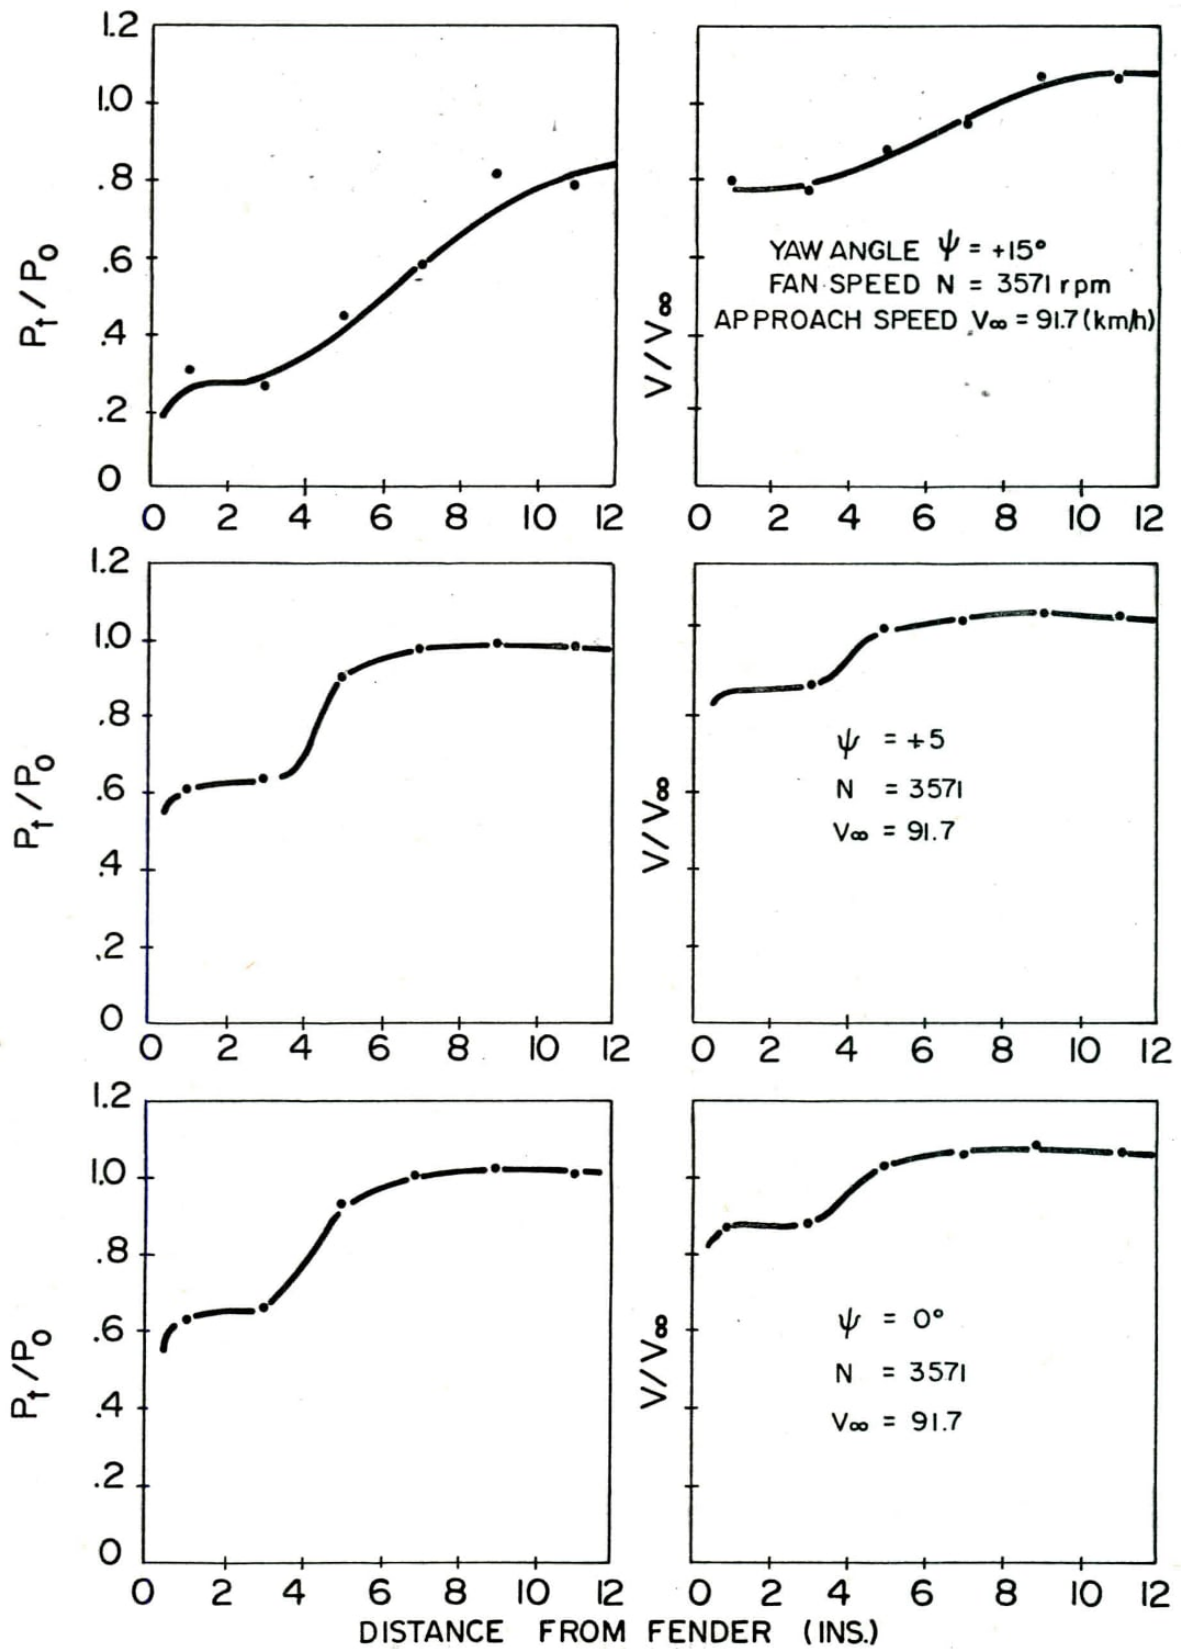 1.2
1.0
.8
.6
.4
.2
0
Pt/Po
0 2 4 6 8 10 12
V/V∞
YAW ANGLE ψ = +15°
FAN SPEED N = 3571 rpm
APPROACH SPEED V∞ = 91.7 (km/h)
0 2 4 6 8 10 12
1.2
1.0
.8
.6
.4
.2
0
Pt/Po
0 2 4 6 8 10 12
V/V∞
ψ = +5
N = 3571
V∞ = 91.7
0 2 4 6 8 10 12
1.2
1.0
.8
.6
.4
.2
0
Pt/Po
0 2 4 6 8 10 12
V/V∞
ψ = 0°
N = 3571
V∞ = 91.7
0 2 4 6 8 10 12
DISTANCE FROM FENDER (INS.)